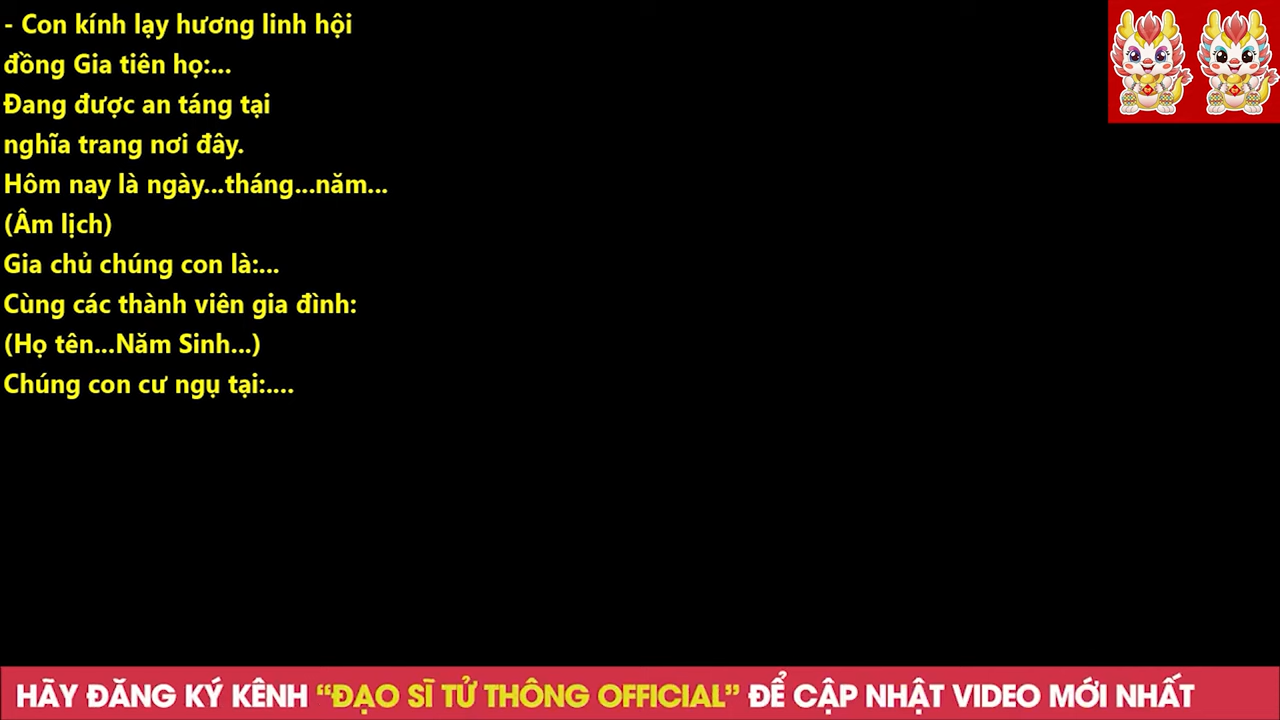 - Con kính lạy hương linh hội
đồng Gia tiên họ:...
Đang được an táng tại
nghĩa trang nơi đây.
Hôm nay là ngày...tháng...năm...
(Âm lịch)
Gia chủ chúng con là:...
Cùng các thành viên gia đình:
(Họ tên...Năm Sinh...)
Chúng con cư ngụ tại:....
HÃY ĐĂNG KÝ KÊNH “ĐẠO SĨ TỬ THÔNG OFFICIAL” ĐỂ CẬP NHẬT VIDEO MỚI NHẤT